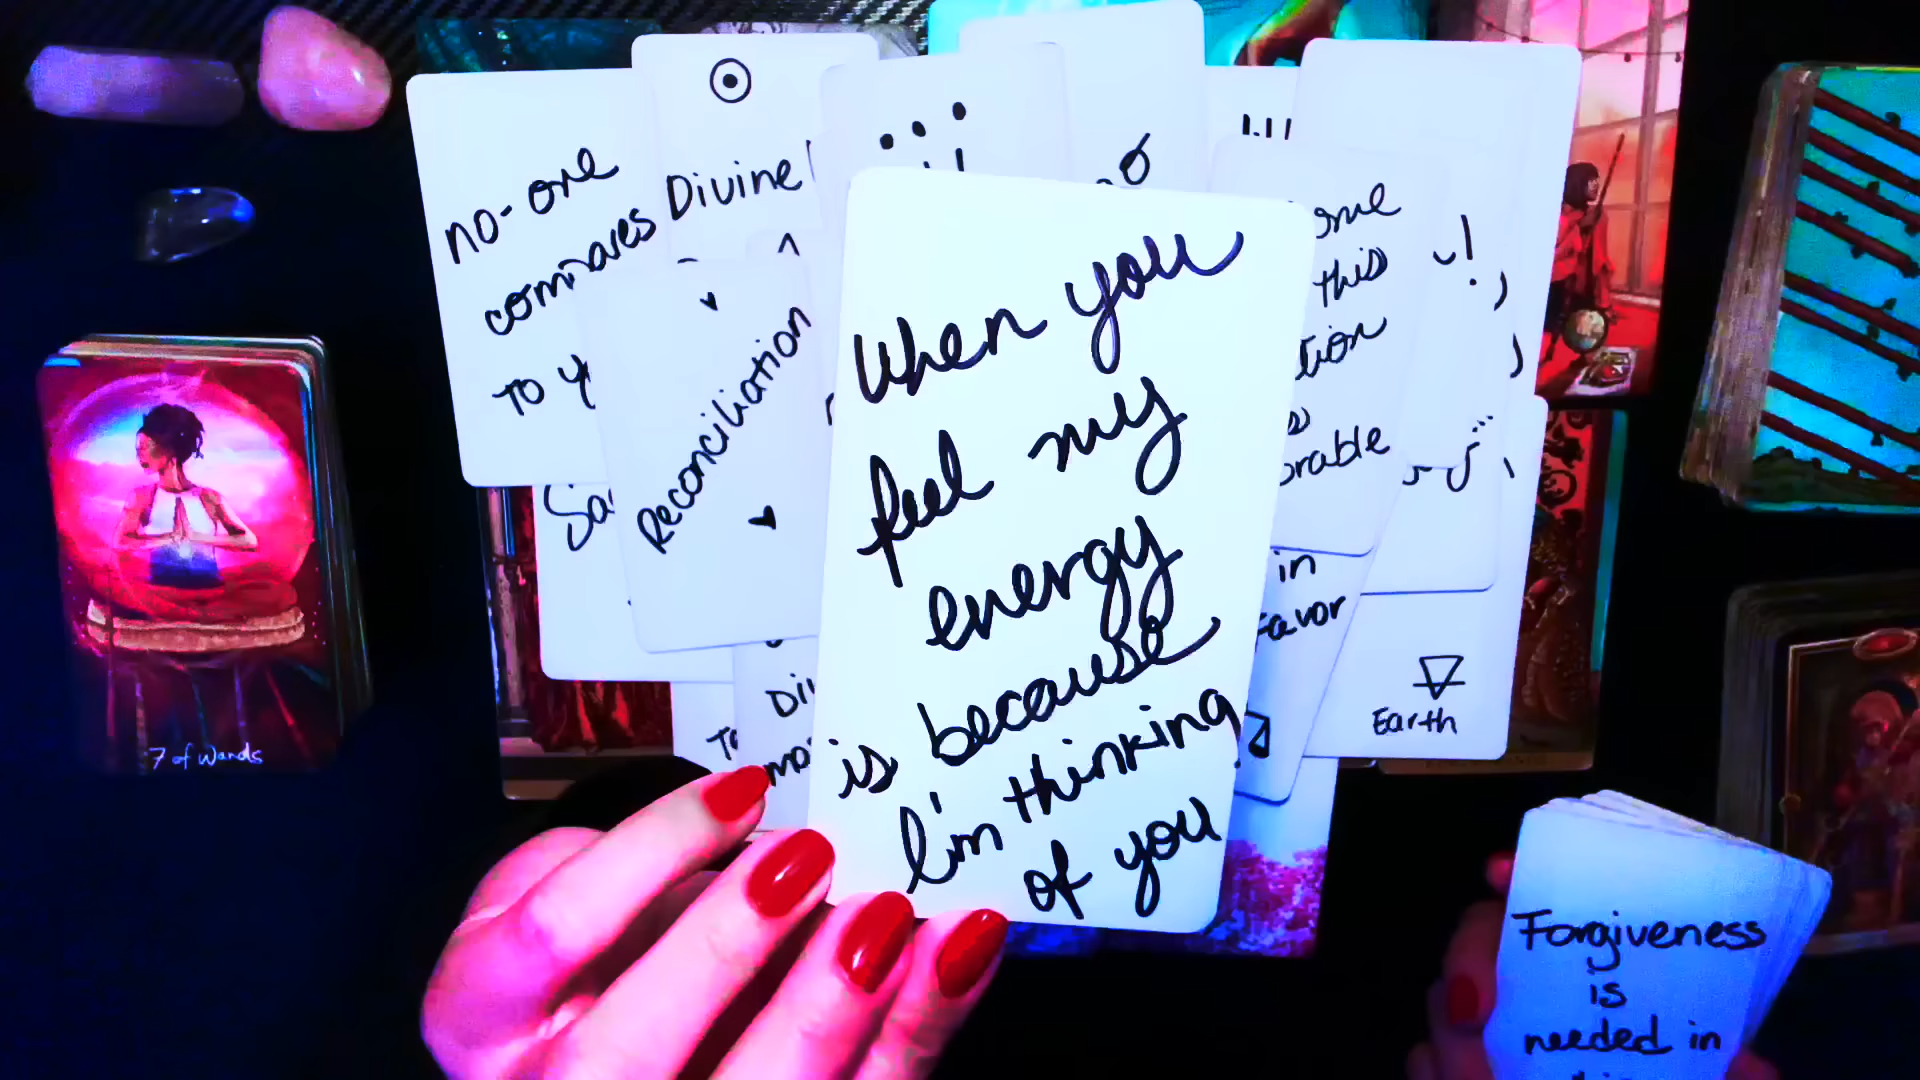 no-one
compares
to
Divine
Reconciliation
When you
feel my
energy
is because
I'm thinking
of you
this
in
Favor
Earth
7 of Wands
Forgiveness
is
needed in